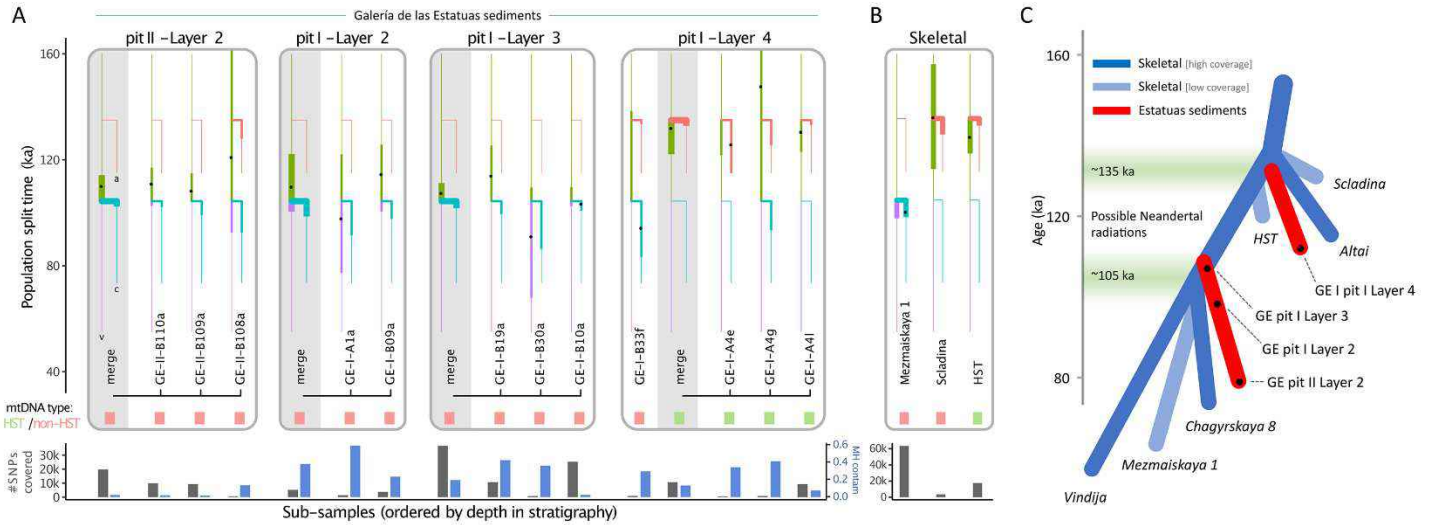 A
Galería de las Estatuas sediments
B
C
pit II -Layer 2
pit I -Layer 2
pit I -Layer 3
pit I -Layer 4
Skeletal
Population split time (ka)
160
120
80
40
a
c
v
merge
GE-II-B110a
GE-II-B109a
GE-II-B108a
merge
GE-I-A1a
GE-I-B09a
merge
GE-I-B19a
GE-I-B30a
GE-I-B10a
GE-I-B33f
merge
GE-I-A4e
GE-I-A4g
GE-I-A4l
Mezmaiskaya 1
Scladina
HST
mtDNA type:
HST /non-HST
#SNPs
covered
30k
20k
10k
0
0.6
0.4
0.2
0.0
MH contam
60k
40k
20k
0
Sub-samples (ordered by depth in stratigraphy)
Age (ka)
160
120
80
Skeletal [high coverage]
Skeletal [low coverage]
Estatuas sediments
~135 ka
Possible Neandertal
radiations
~105 ka
Scladina
HST
Altai
GE I pit I Layer 4
GE pit I Layer 3
GE pit I Layer 2
GE pit II Layer 2
Chagyrskaya 8
Mezmaiskaya 1
Vindija